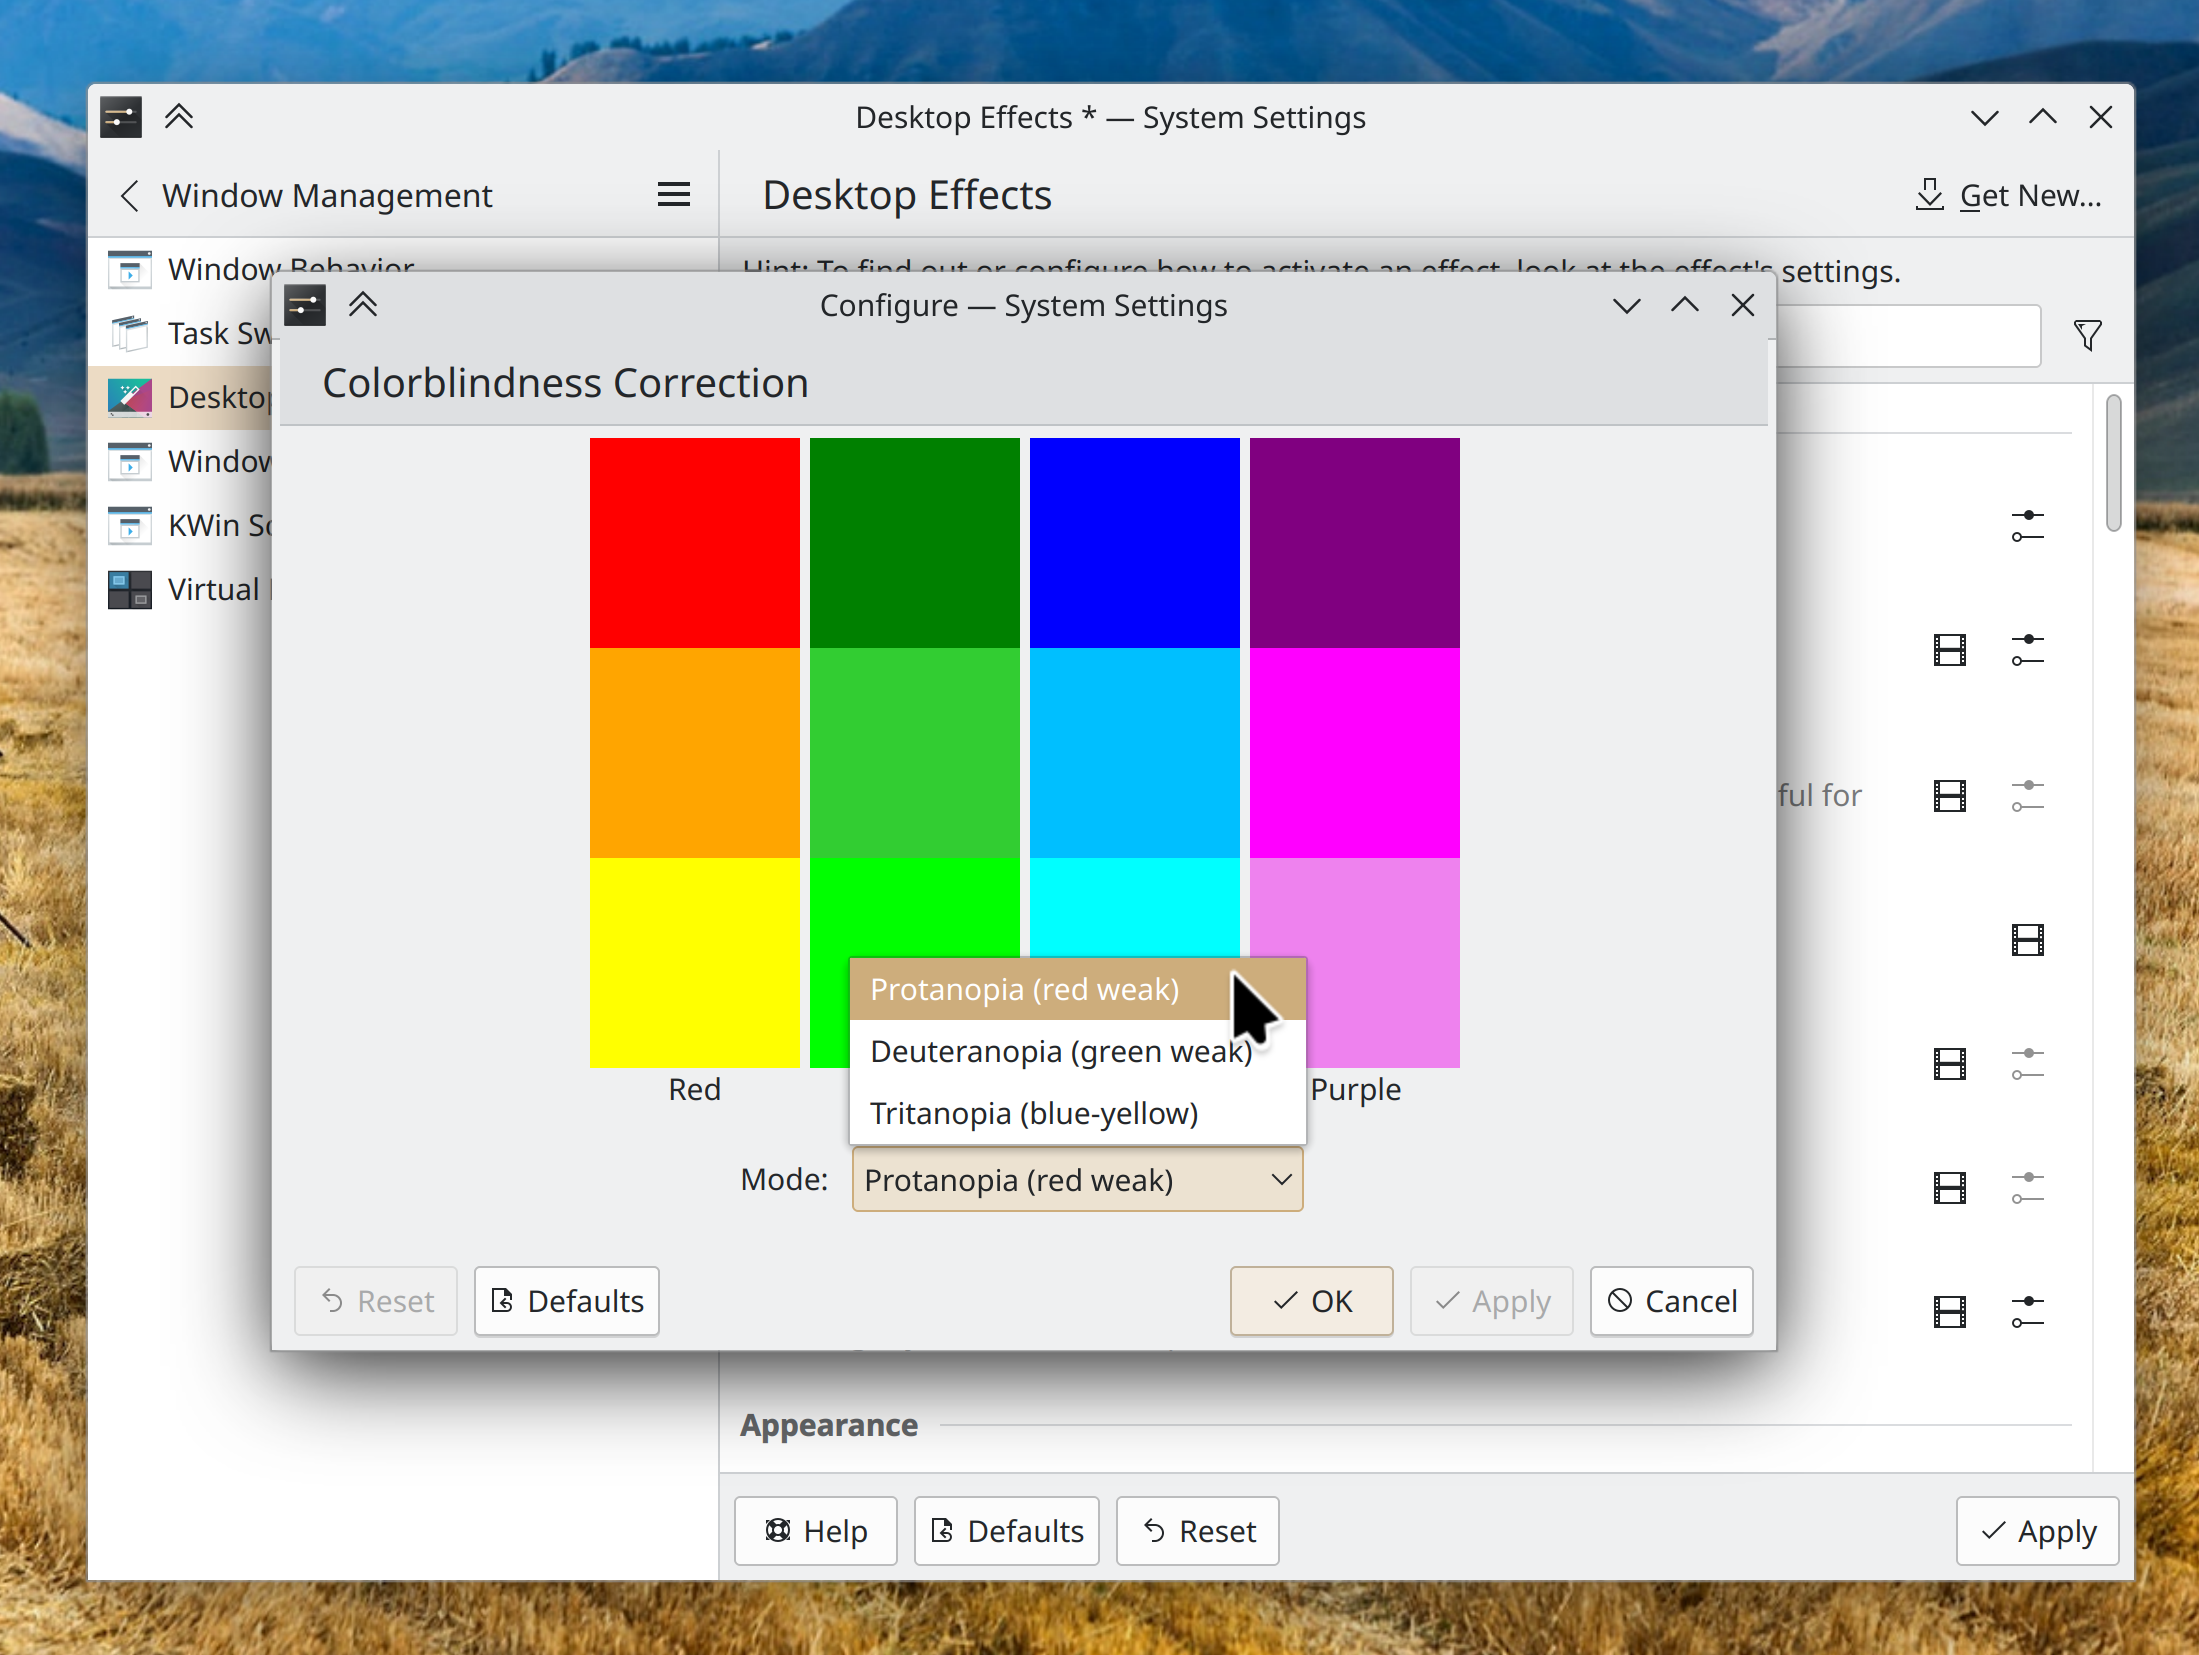 Desktop Effects * — System Settings
Window Management
Desktop Effects
Get New...
Window Behavior
Hint: To find out or configure how to activate an effect, look at the effect's settings.
Configure — System Settings
Task Sw
Colorblindness Correction
Desktop
Window
KWin Sc
Virtual
ful for
Protanopia (red weak)
Deuteranopia (green weak)
Tritanopia (blue-yellow)
Red
Purple
Mode: Protanopia (red weak)
Reset
Defaults
OK
Apply
Cancel
Appearance
Help
Defaults
Reset
Apply